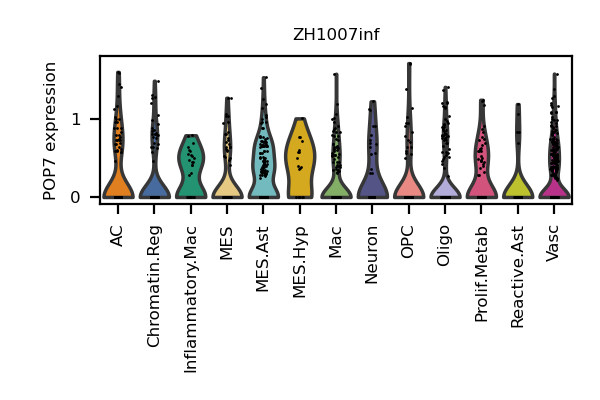 ZH1007inf
POP7 expression
1
0
AC
Chromatin.Reg
Inflammatory.Mac
MES
MES.Ast
MES.Hyp
Mac
Neuron
OPC
Oligo
Prolif.Metab
Reactive.Ast
Vasc